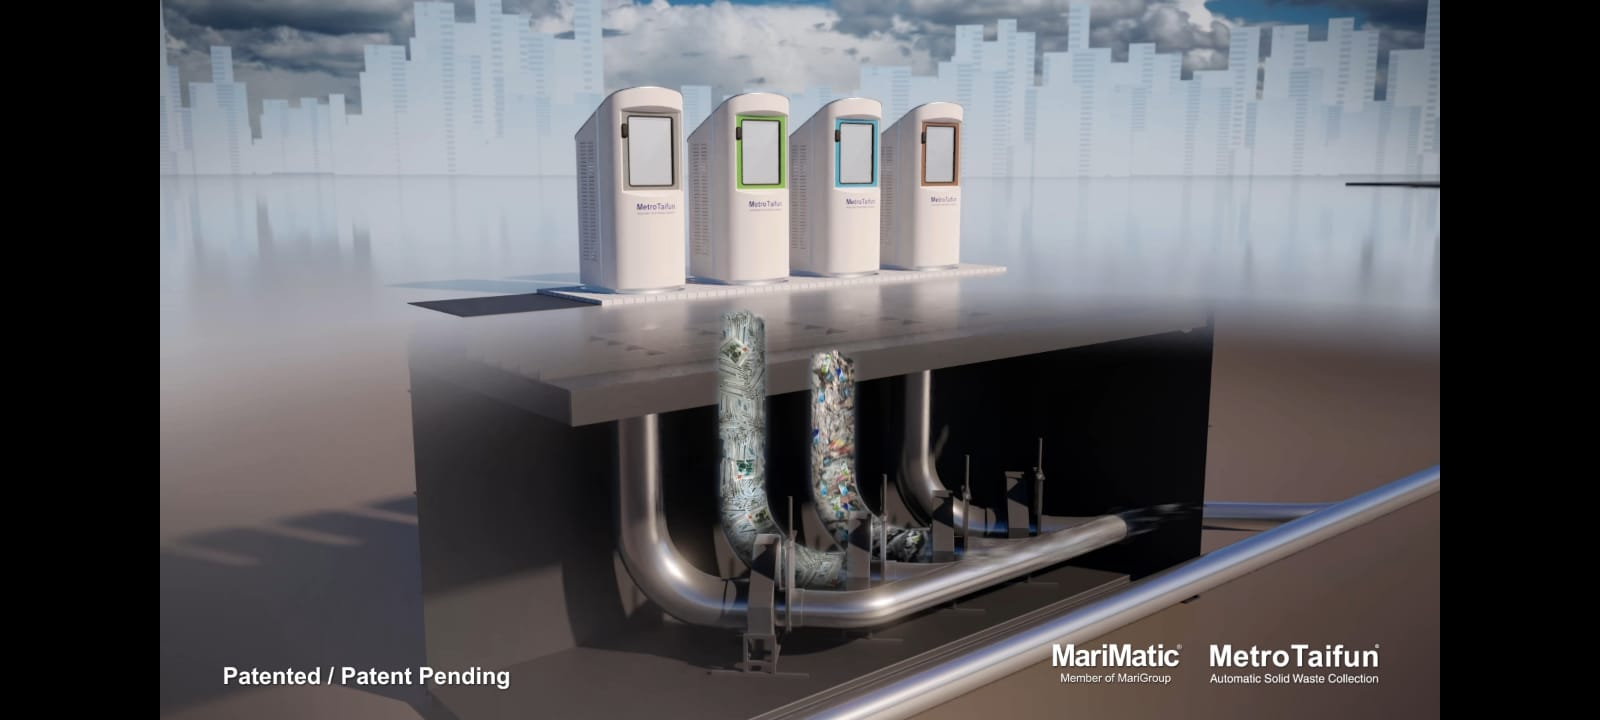 MetroTaifun
MetroTaifun
MetroTaifun
MetroTaifun
Patented / Patent Pending
MariMatic®
Member of MariGroup
MetroTaifun®
Automatic Solid Waste Collection